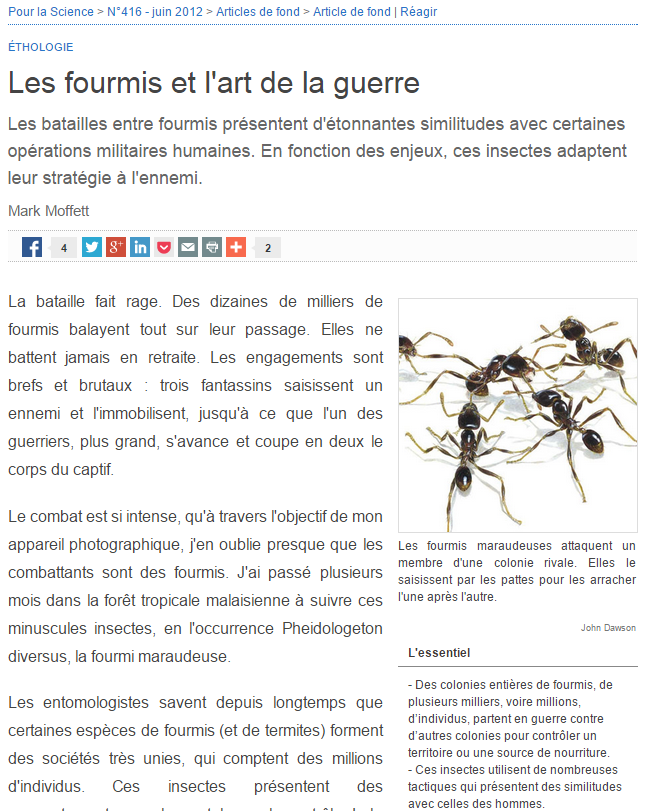 Pour la Science > N°416 - juin 2012 > Articles de fond > Article de fond | Réagir
ÉTHOLOGIE
Les fourmis et l'art de la guerre
Les batailles entre fourmis présentent d'étonnantes similitudes avec certaines
opérations militaires humaines. En fonction des enjeux, ces insectes adaptent
leur stratégie à l'ennemi.
Mark Moffett
4
2
La bataille fait rage. Des dizaines de milliers de
fourmis balayent tout sur leur passage. Elles ne
battent jamais en retraite. Les engagements sont
brefs et brutaux : trois fantassins saisissent un
ennemi et l'immobilisent, jusqu'à ce que l'un des
guerriers, plus grand, s'avance et coupe en deux le
corps du captif.
Le combat est si intense, qu'à travers l'objectif de mon
appareil photographique, j'en oublie presque que les
combattants sont des fourmis. J'ai passé plusieurs
mois dans la forêt tropicale malaisienne à suivre ces
minuscules insectes, en l'occurrence Pheidologeton
diversus, la fourmi maraudeuse.
Les entomologistes savent depuis longtemps que
certaines espèces de fourmis (et de termites) forment
des sociétés très unies, qui comptent des millions
d'individus. Ces insectes présentent des
Les fourmis maraudeuses attaquent un
membre d'une colonie rivale. Elles le
saisissent par les pattes pour les arracher
l'une après l'autre.
John Dawson
L'essentiel
- Des colonies entières de fourmis, de
plusieurs milliers, voire millions,
d'individus, partent en guerre contre
d'autres colonies pour contrôler un
territoire ou une source de nourriture.
- Ces insectes utilisent de nombreuses
tactiques qui présentent des similitudes
avec celles des hommes.